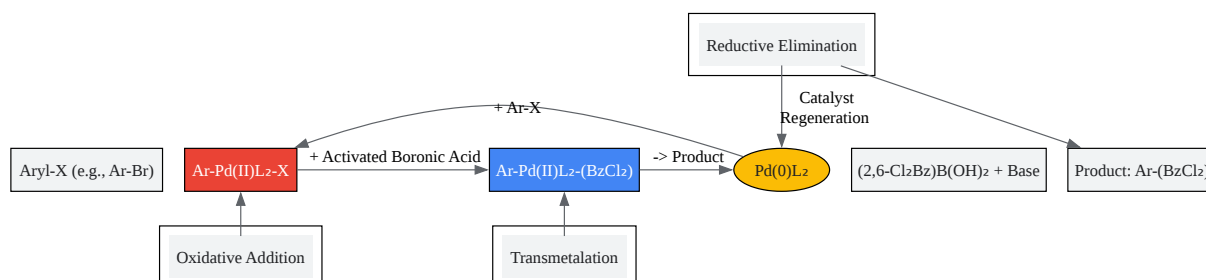 Reductive Elimination
+ Ar-X
Catalyst
Regeneration
Aryl-X (e.g., Ar-Br)
Ar-Pd(II)L₂-X
+ Activated Boronic Acid
Ar-Pd(II)L₂-(BzCl₂)
-> Product
Pd(0)L₂
(2,6-Cl₂Bz)B(OH)₂ + Base
Product: Ar-(BzCl₂)
Oxidative Addition
Transmetalation